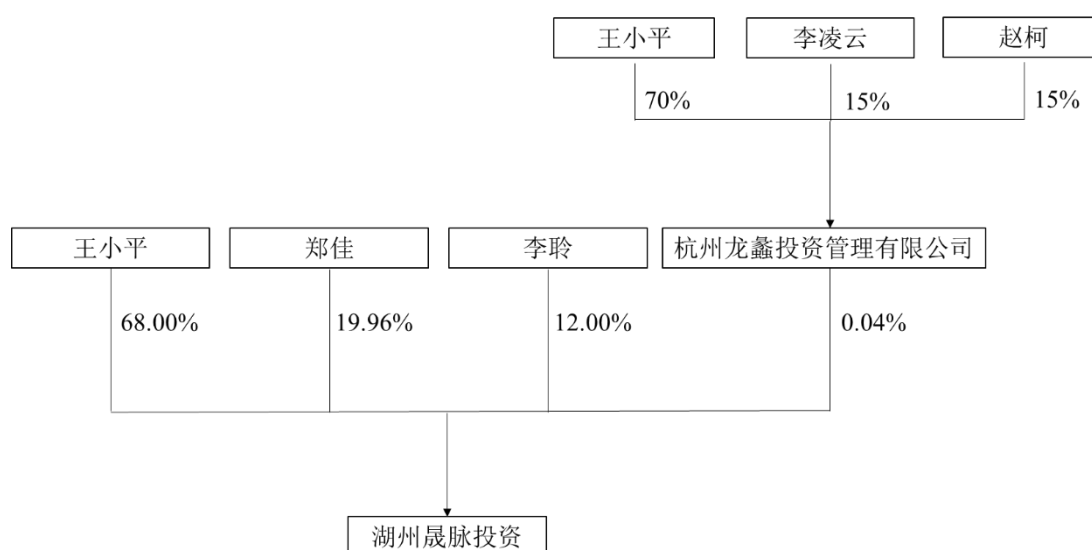 王小平 李凌云 赵柯
70% 15% 15%
王小平 郑佳 李聆 杭州龙蠡投资管理有限公司
68.00% 19.96% 12.00% 0.04%
湖州晟脉投资